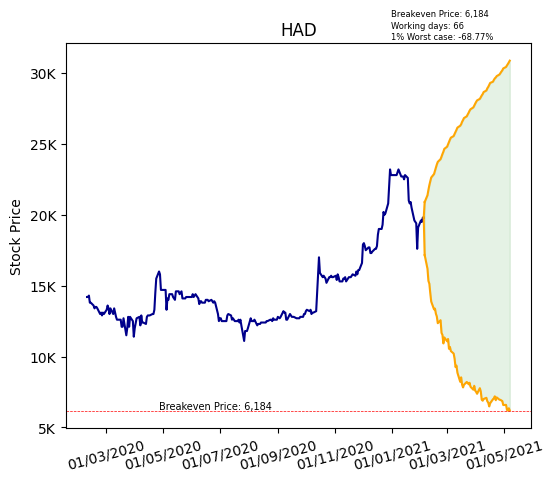 Breakeven Price: 6,184
Working days: 66
1% Worst case: -68.77%
HAD
Stock Price
30K
25K
20K
15K
10K
5K
Breakeven Price: 6,184
01/03/2020
01/05/2020
01/07/2020
01/09/2020
01/11/2020
01/01/2021
01/03/2021
01/05/2021